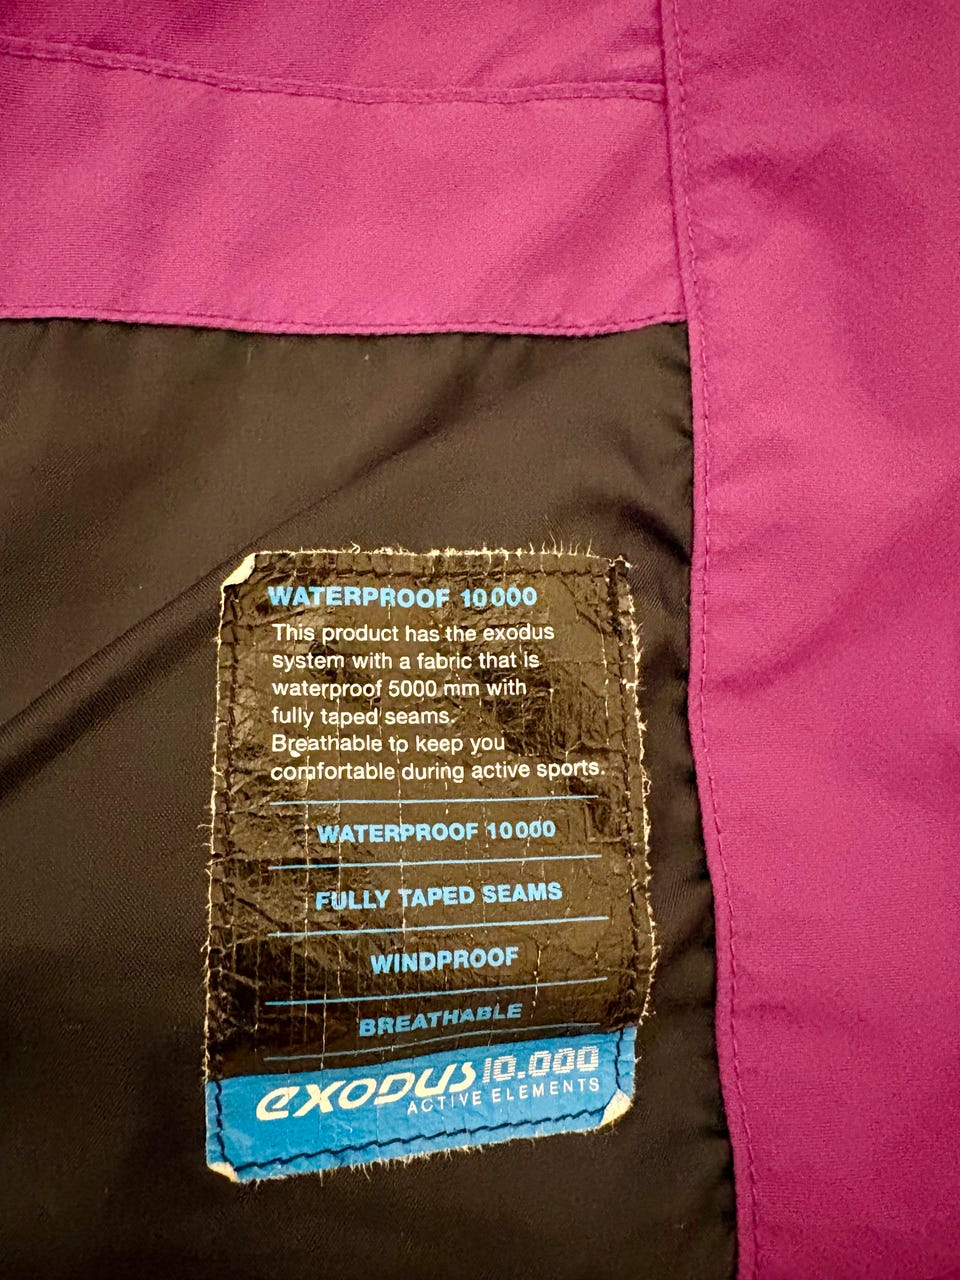 WATERPROOF 10 000
This product has the exodus
system with a fabric that is
waterproof 5000 mm with
fully taped seams.
Breathable to keep you
comfortable during active sports.
WATERPROOF 10 000
FULLY TAPED SEAMS
WINDPROOF
BREATHABLE
exodus 10.000
ACTIVE ELEMENTS